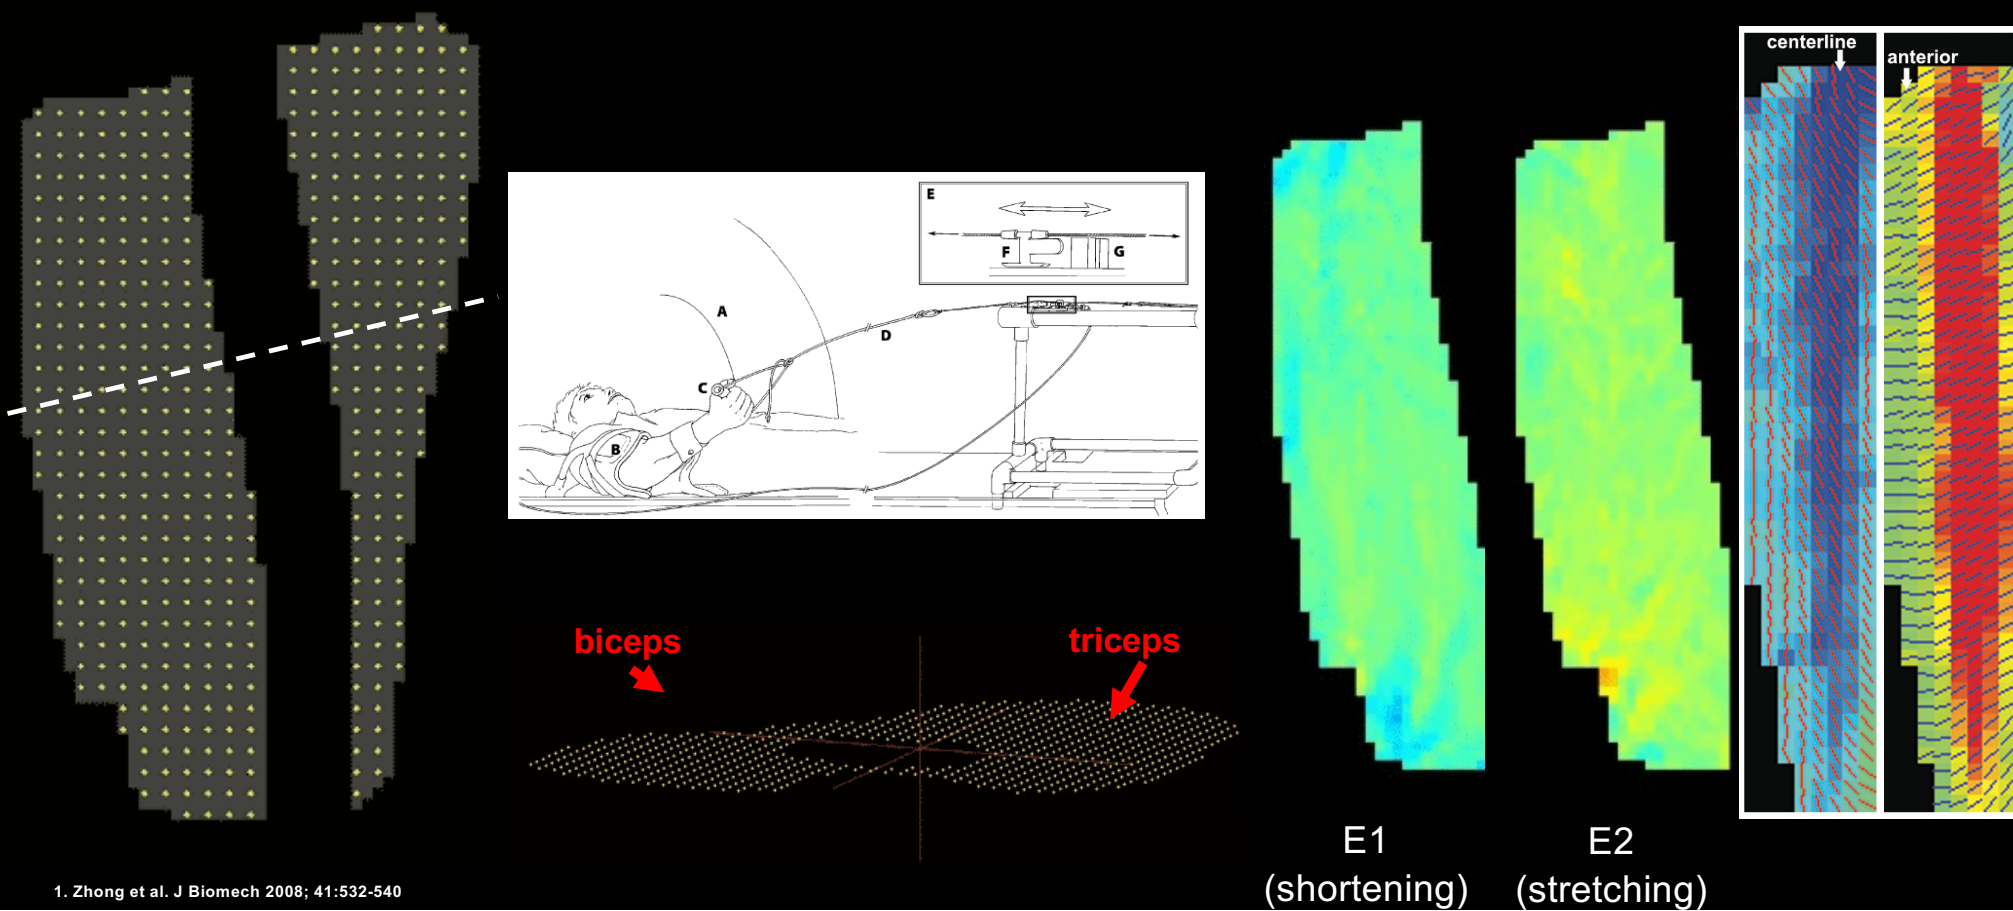 centerline
anterior
E
F
G
A
D
C
B
biceps
triceps
E1
(shortening)
E2
(stretching)
1. Zhong et al. J Biomech 2008; 41:532-540